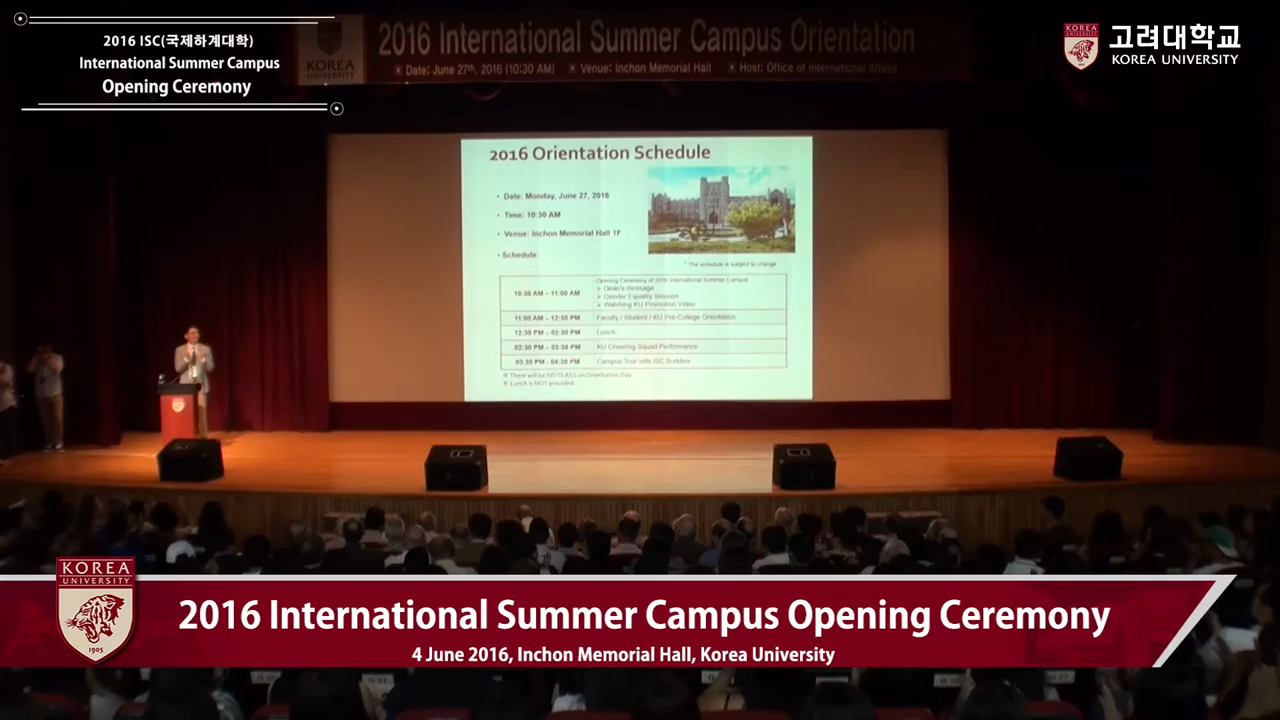 2016 ISC(국제하계대학)
International Summer Campus
Opening Ceremony
KOREA
UNIVERSITY
2016 International Summer Campus Orientation
Date: June 27th, 2016 (10:30 AM) Venue: Inchon Memorial Hall Host: Office of International Affairs
KOREA
UNIVERSITY
고려대학교
KOREA UNIVERSITY
2016 Orientation Schedule
• Date: Monday, June 27, 2016
• Time: 10:30 AM
• Venue: Inchon Memorial Hall 1F
• Schedule:
* The schedule is subject to change
10:30 AM – 11:00 AM
Opening Ceremony of 2016 International Summer Campus
➢ Dean's message
➢ Gender Equality Session
➢ Watching KU Promotion Video
11:00 AM – 12:30 PM Faculty / Student / KU Pre-College Orientation
12:30 PM – 02:30 PM Lunch
02:30 PM – 03:30 PM KU Cheering Squad Performance
03:30 PM - 04:30 PM Campus Tour with ISC Buddies
※ There will be NO CLASS on Orientation Day
※ Lunch is NOT provided
KOREA
UNIVERSITY
1905
2016 International Summer Campus Opening Ceremony
4 June 2016, Inchon Memorial Hall, Korea University